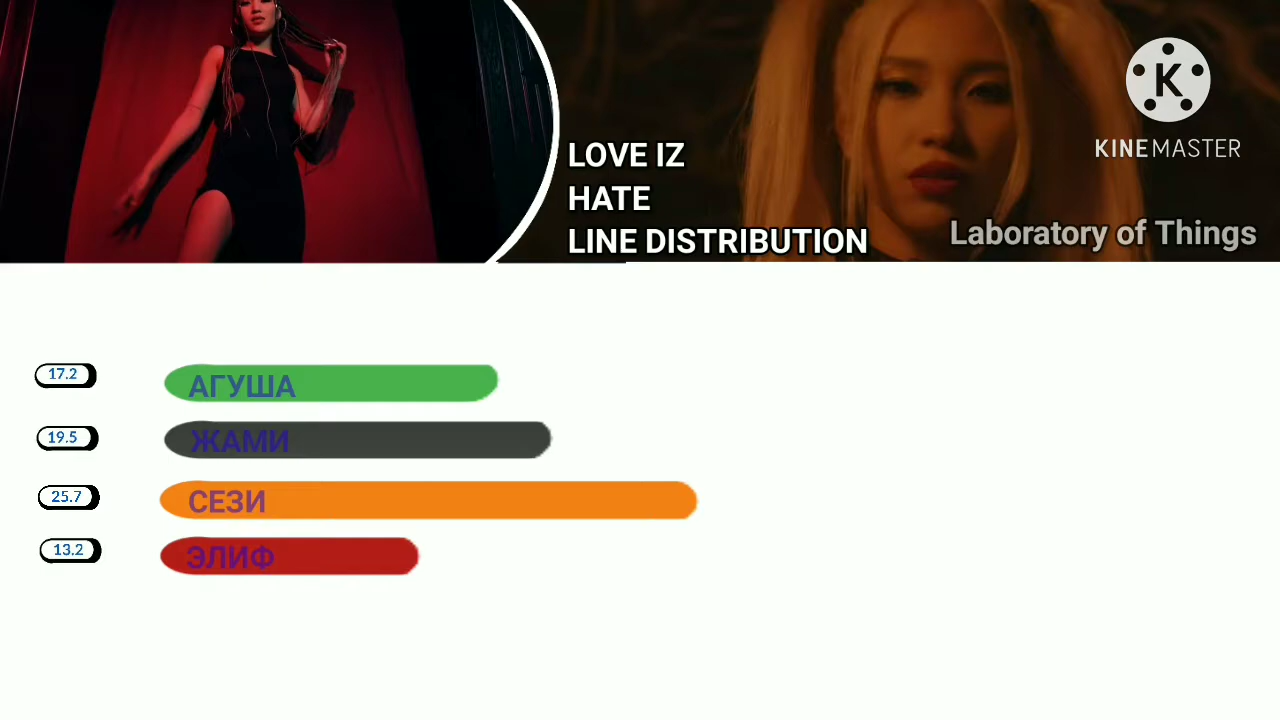 K
KINEMASTER
LOVE IZ
HATE
LINE DISTRIBUTION
Laboratory of Things
17.2 АГУША
19.5 ЖАМИ
25.7 СЕЗИ
13.2 ЭЛИФ